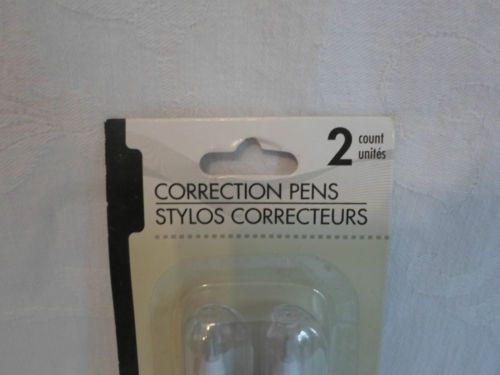 2 count
unités
CORRECTION PENS
STYLOS CORRECTEURS